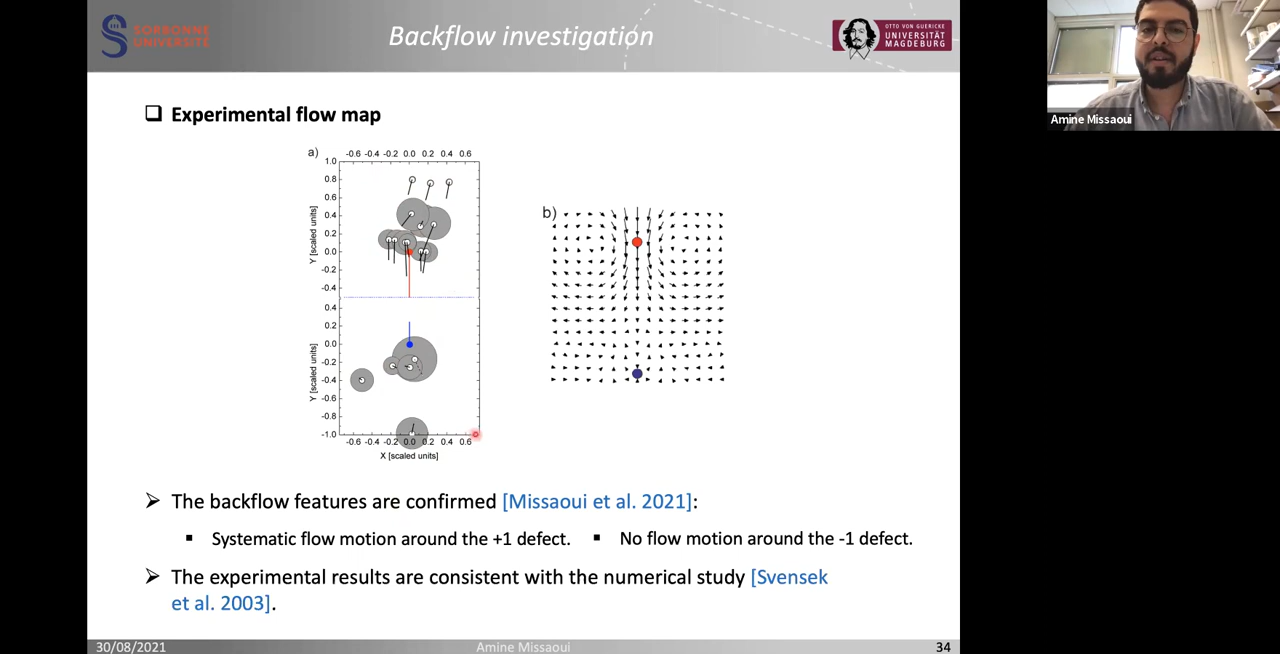 SORBONNE
UNIVERSITÉ
Backflow investigation
OTTO VON GUERICKE
UNIVERSITÄT
MAGDEBURG
Amine Missaoui
❑ Experimental flow map
a)
-0.6 -0.4 -0.2 0.0 0.2 0.4 0.6
1.0
0.8
0.6
0.4
0.2
0.0
-0.2
-0.4
Y [scaled units]
0.4
0.2
0.0
-0.2
-0.4
-0.6
-0.8
-1.0
Y [scaled units]
-0.6 -0.4 -0.2 0.0 0.2 0.4 0.6
X [scaled units]
b)
➢ The backflow features are confirmed [Missaoui et al. 2021]:
▪ Systematic flow motion around the +1 defect. ▪ No flow motion around the -1 defect.
➢ The experimental results are consistent with the numerical study [Svensek
et al. 2003].
30/08/2021 Amine Missaoui 34